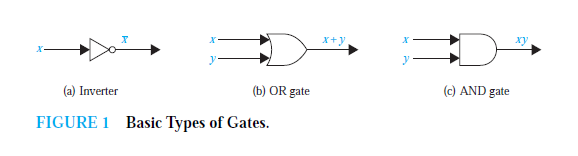 x x̅
x x+y
y
x xy
y
(a) Inverter (b) OR gate (c) AND gate
FIGURE 1 Basic Types of Gates.